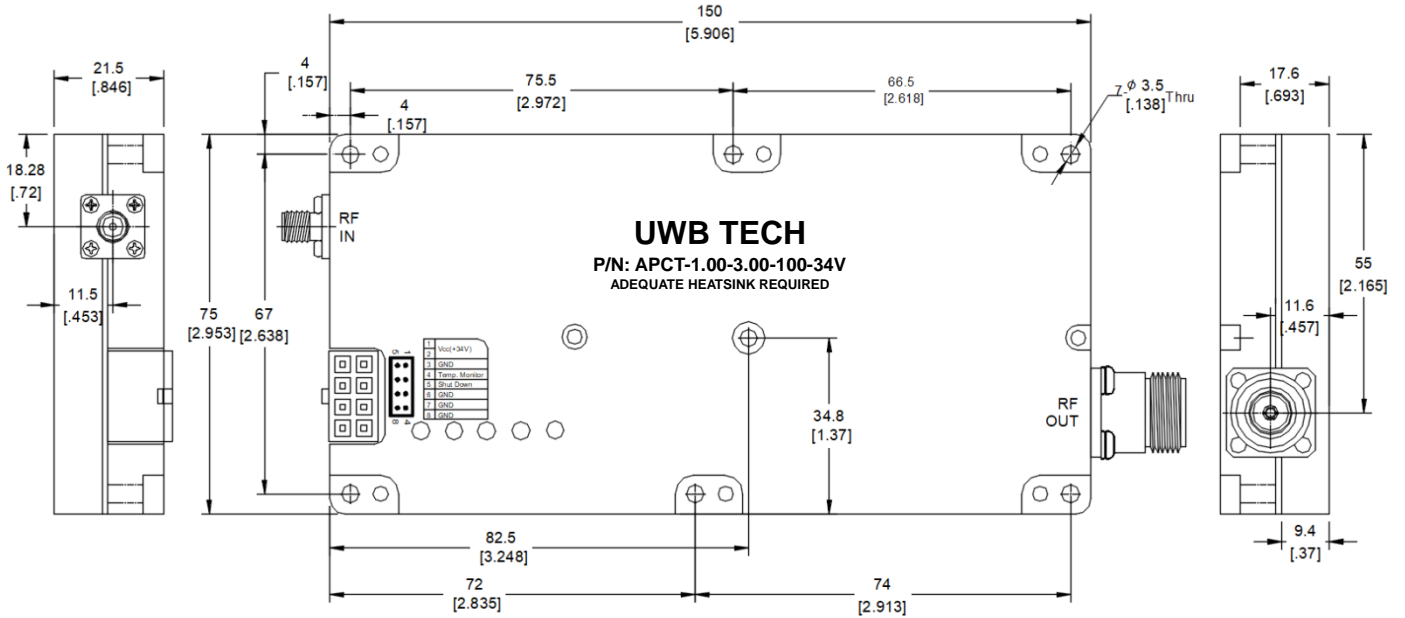 150
[5.906]
21.5
[.846]
4
[.157]
75.5
[2.972]
66.5
[2.618]
7-ϕ 3.5 Thru
[.138]
17.6
[.693]
4
[.157]
18.28
[.72]
RF
IN
UWB TECH
P/N: APCT-1.00-3.00-100-34V
ADEQUATE HEATSINK REQUIRED
55
[2.165]
11.5
[.453]
75
[2.953]
67
[2.638]
11.6
[.457]
5 1
1 Vcc(+34V)
2
3 GND
4 Temp. Monitor
5 Shut Down
6 GND
7 GND
8 GND
8 4
RF
OUT
34.8
[1.37]
82.5
[3.248]
9.4
[.37]
72
[2.835]
74
[2.913]